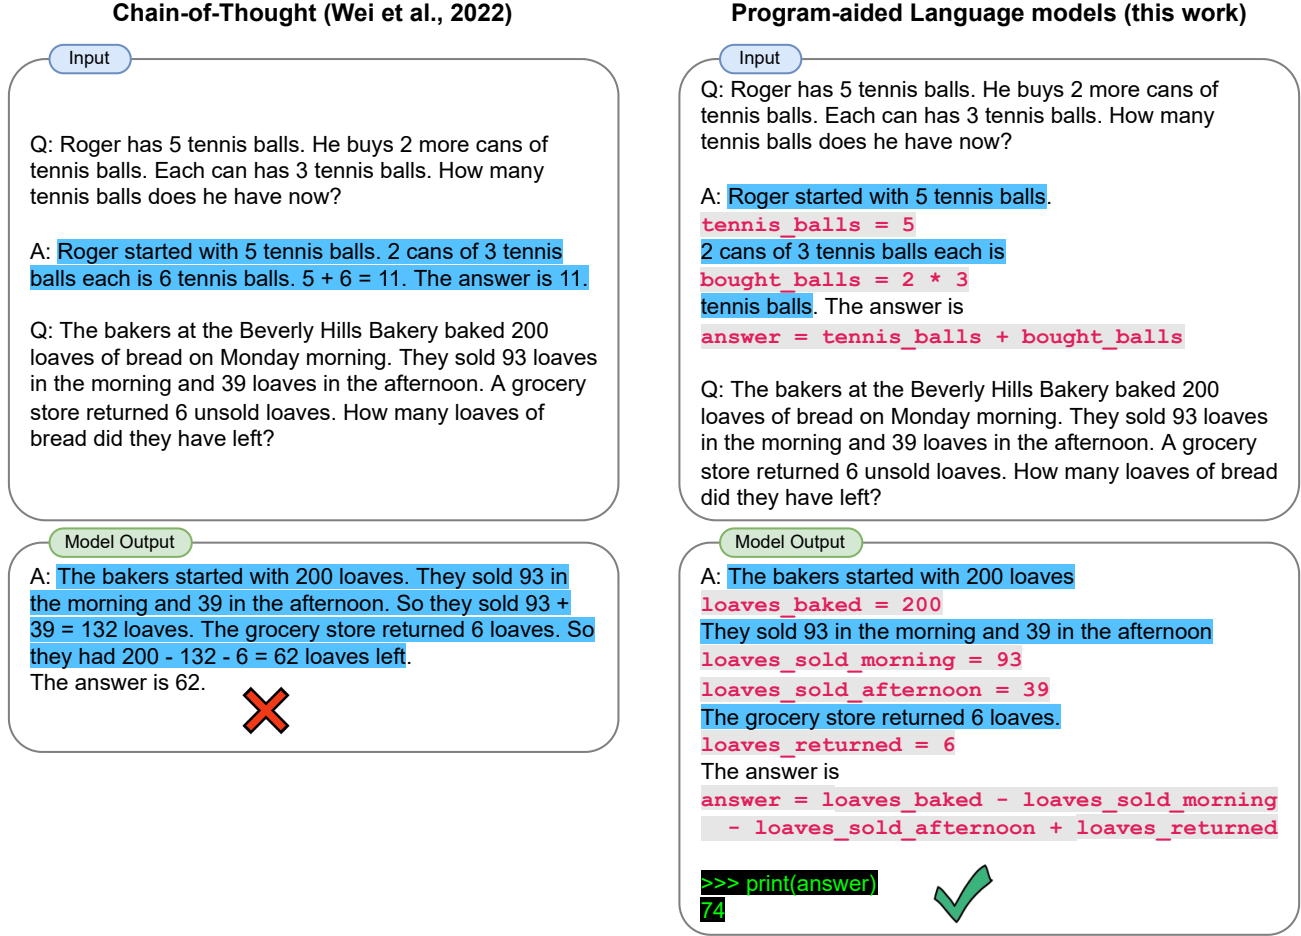 Chain-of-Thought (Wei et al., 2022)
Input
Q: Roger has 5 tennis balls. He buys 2 more cans of
tennis balls. Each can has 3 tennis balls. How many
tennis balls does he have now?
A: Roger started with 5 tennis balls. 2 cans of 3 tennis
balls each is 6 tennis balls. 5 + 6 = 11. The answer is 11.
Q: The bakers at the Beverly Hills Bakery baked 200
loaves of bread on Monday morning. They sold 93 loaves
in the morning and 39 loaves in the afternoon. A grocery
store returned 6 unsold loaves. How many loaves of
bread did they have left?
Model Output
A: The bakers started with 200 loaves. They sold 93 in
the morning and 39 in the afternoon. So they sold 93 +
39 = 132 loaves. The grocery store returned 6 loaves. So
they had 200 - 132 - 6 = 62 loaves left.
The answer is 62.
Program-aided Language models (this work)
Input
Q: Roger has 5 tennis balls. He buys 2 more cans of
tennis balls. Each can has 3 tennis balls. How many
tennis balls does he have now?
A: Roger started with 5 tennis balls.
tennis_balls = 5
2 cans of 3 tennis balls each is
bought_balls = 2 * 3
tennis balls. The answer is
answer = tennis_balls + bought_balls
Q: The bakers at the Beverly Hills Bakery baked 200
loaves of bread on Monday morning. They sold 93 loaves
in the morning and 39 loaves in the afternoon. A grocery
store returned 6 unsold loaves. How many loaves of bread
did they have left?
Model Output
A: The bakers started with 200 loaves
loaves_baked = 200
They sold 93 in the morning and 39 in the afternoon
loaves_sold_morning = 93
loaves_sold_afternoon = 39
The grocery store returned 6 loaves.
loaves_returned = 6
The answer is
answer = loaves_baked - loaves_sold_morning
- loaves_sold_afternoon + loaves_returned
>>> print(answer)
74